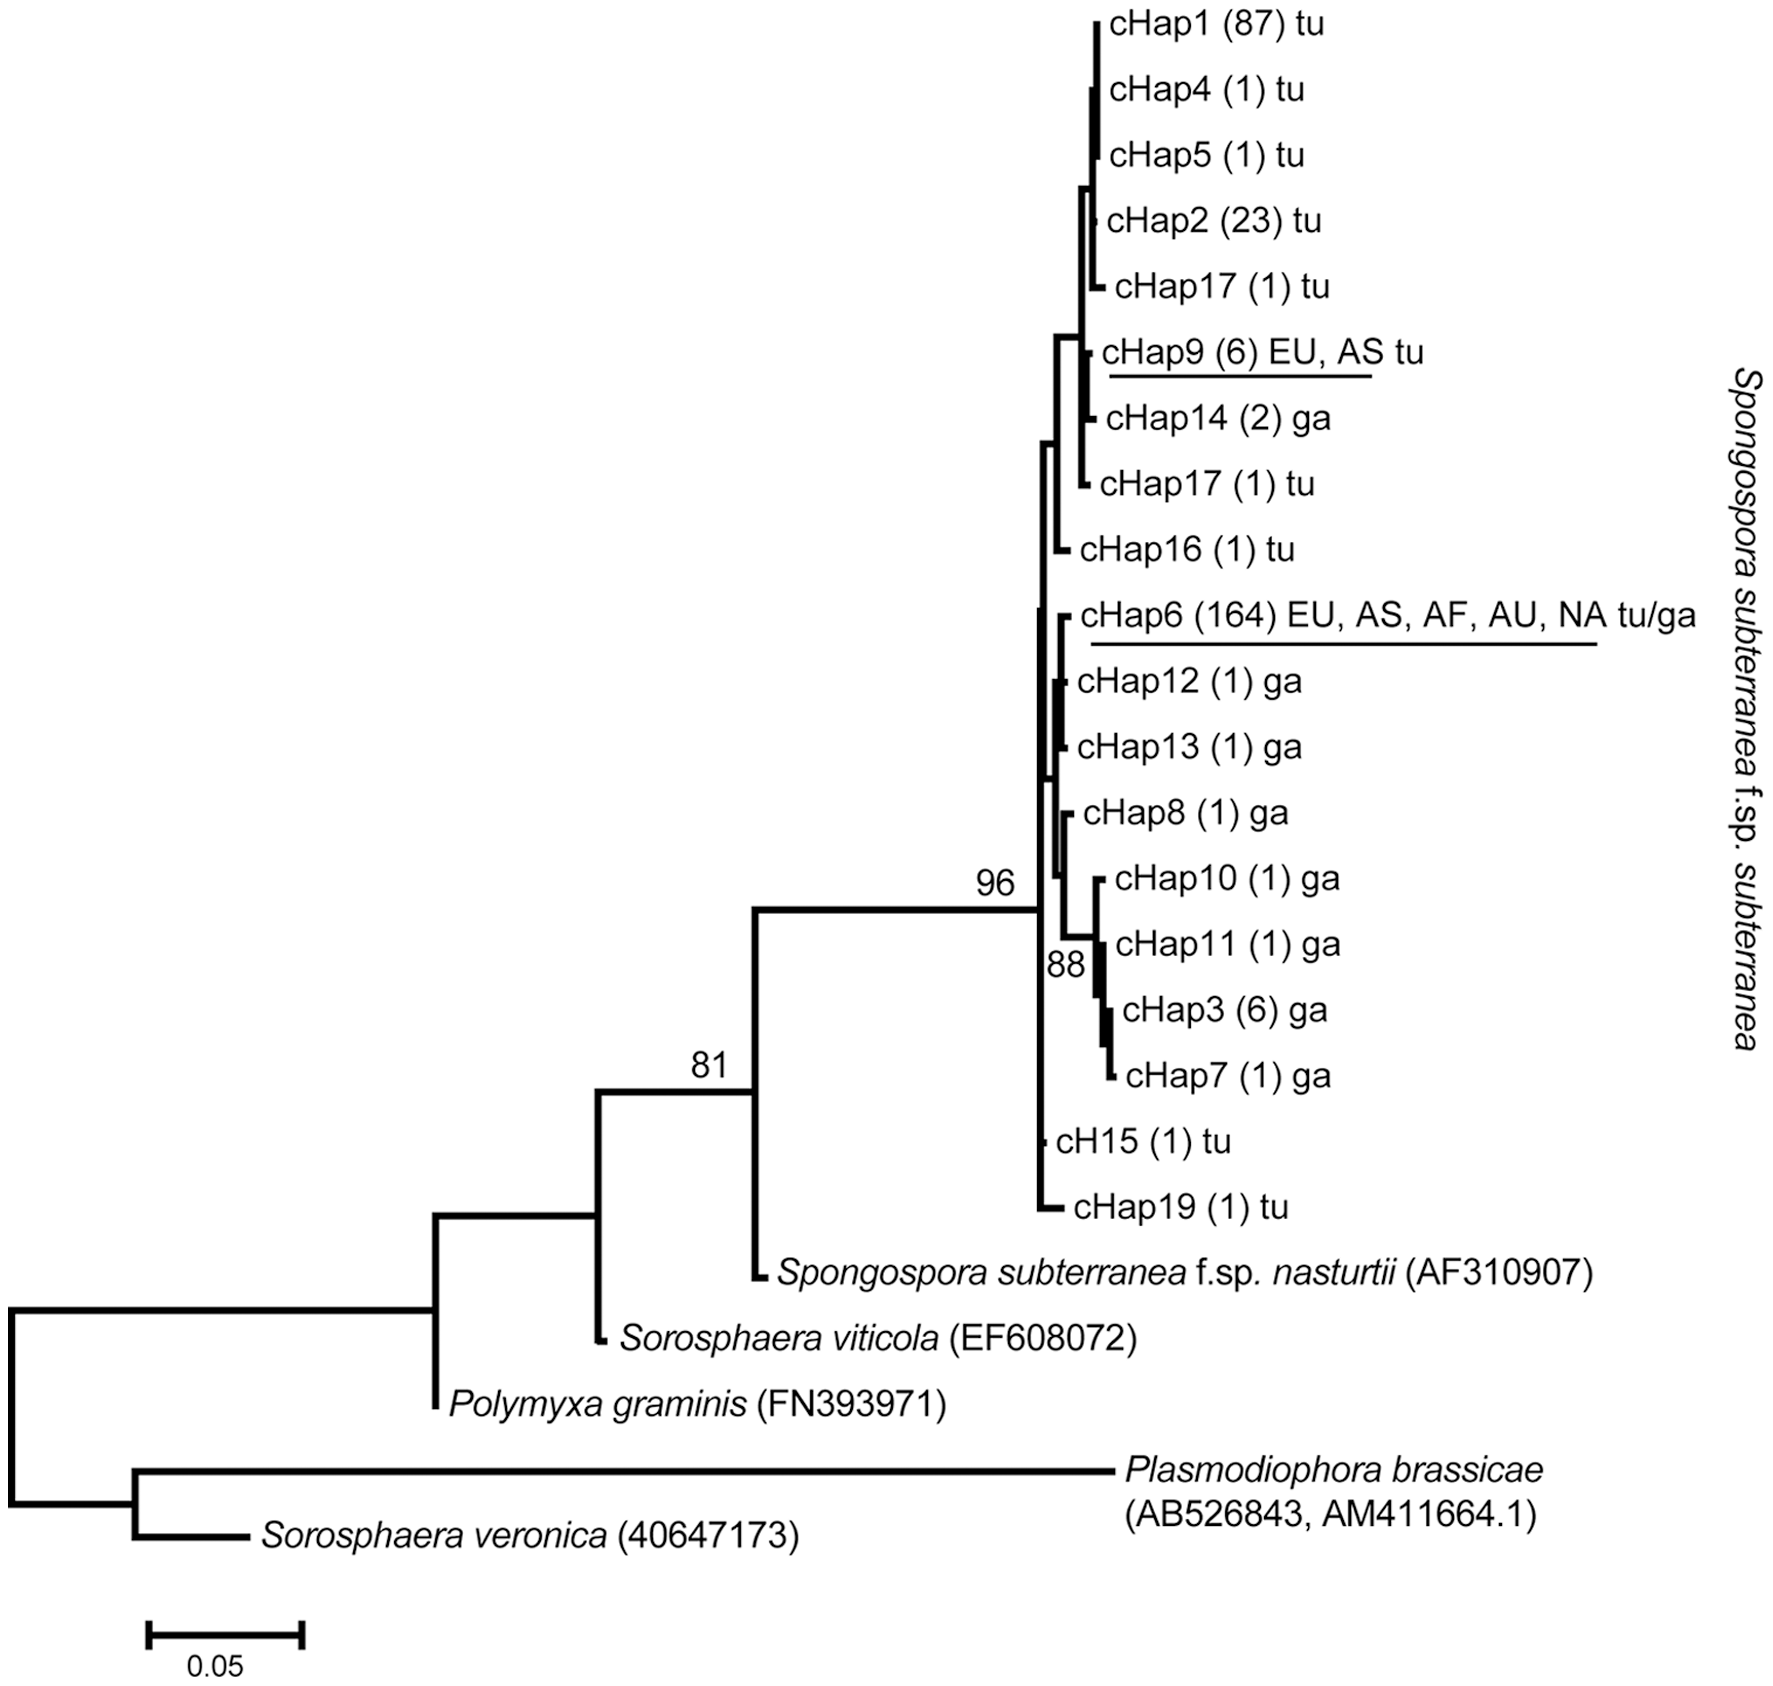 cHap1 (87) tu
cHap4 (1) tu
cHap5 (1) tu
cHap2 (23) tu
cHap17 (1) tu
cHap9 (6) EU, AS tu
cHap14 (2) ga
cHap17 (1) tu
cHap16 (1) tu
cHap6 (164) EU, AS, AF, AU, NA tu/ga
cHap12 (1) ga
cHap13 (1) ga
cHap8 (1) ga
96
cHap10 (1) ga
cHap11 (1) ga
88
cHap3 (6) ga
81
cHap7 (1) ga
cH15 (1) tu
cHap19 (1) tu
Spongospora subterranea f.sp. nasturtii (AF310907)
Sorosphaera viticola (EF608072)
Polymyxa graminis (FN393971)
Plasmodiophora brassicae
(AB526843, AM411664.1)
Sorosphaera veronica (40647173)
0.05
Spongospora subterranea f.sp. subterranea